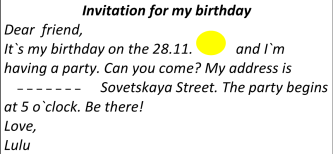 Invitation for my birthday
Dear friend,
It`s my birthday on the 28.11. and I`m
having a party. Can you come? My address is
_ _ _ _ _ _ _ Sovetskaya Street. The party begins
at 5 o`clock. Be there!
Love,
Lulu